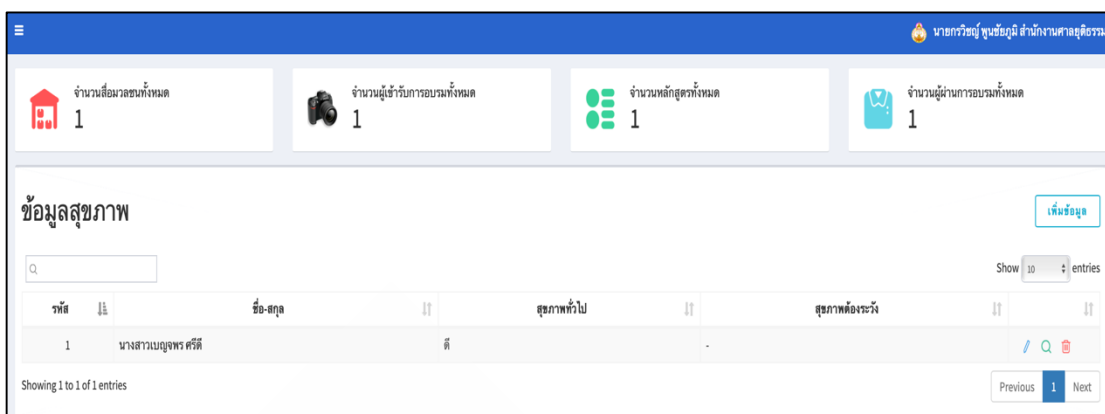 นายกรวิชญ์ พูนชัยภูมิ สำนักงานศาลยุติธรรม
จำนวนสื่อมวลชนทั้งหมด
1
จำนวนผู้เข้ารับการอบรมทั้งหมด
1
จำนวนหลักสูตรทั้งหมด
1
จำนวนผู้ผ่านการอบรมทั้งหมด
1
ข้อมูลสุขภาพ
เพิ่มข้อมูล
Show 10 entries
รหัส ชื่อ-สกุล สุขภาพทั่วไป สุขภาพต้องระวัง
1 นางสาวเบญจพร ศรีดี ดี -
Showing 1 to 1 of 1 entries
Previous 1 Next